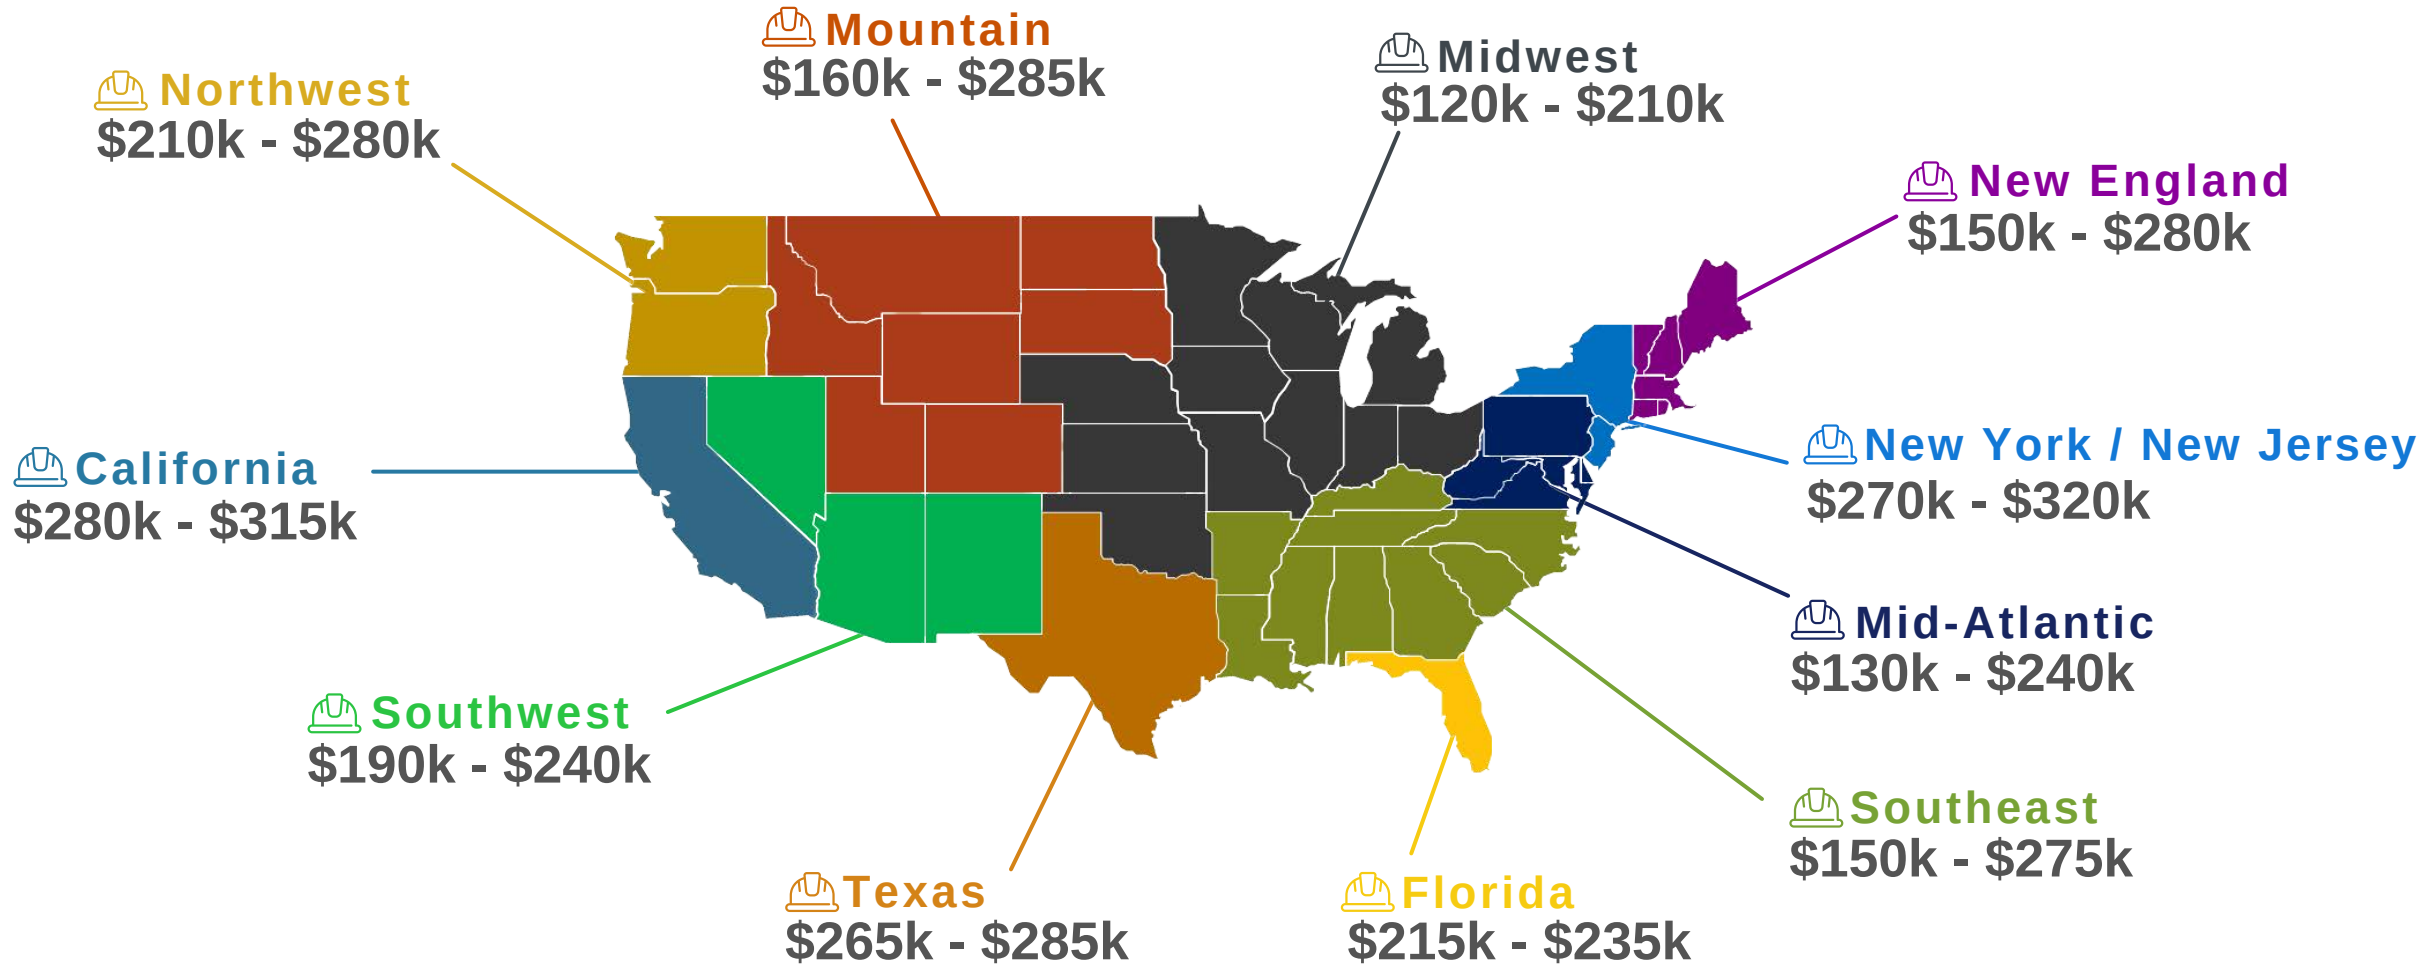 Mountain
$160k - $285k
Midwest
$120k - $210k
Northwest
$210k - $280k
New England
$150k - $280k
California
$280k - $315k
New York / New Jersey
$270k - $320k
Mid-Atlantic
$130k - $240k
Southwest
$190k - $240k
Southeast
$150k - $275k
Texas
$265k - $285k
Florida
$215k - $235k